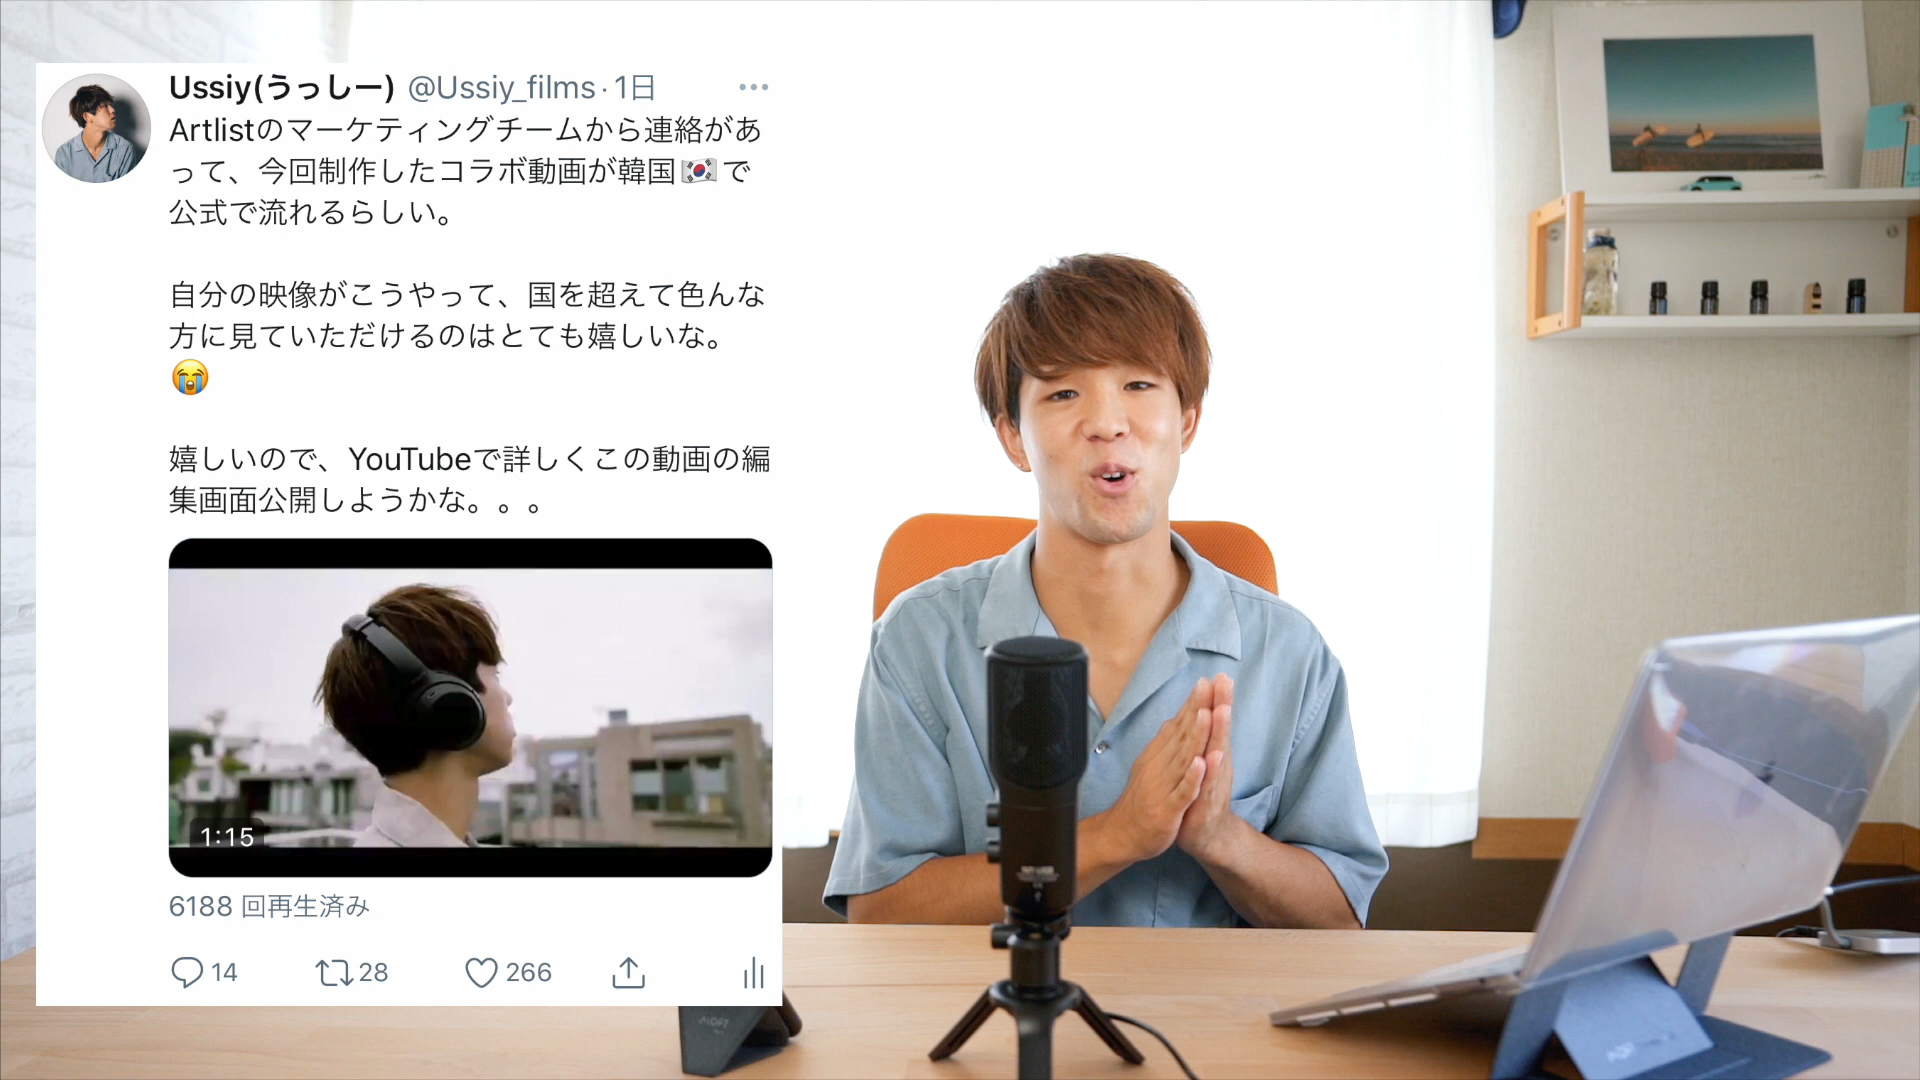 Ussiy(うっしー) @Ussiy_films · 1日
Artlistのマーケティングチームから連絡があ
って、今回制作したコラボ動画が韓国🇰🇷で
公式で流れるらしい。
自分の映像がこうやって、国を超えて色んな
方に見ていただけるのはとても嬉しいな。
😭
嬉しいので、YouTubeで詳しくこの動画の編
集画面公開しようかな。。。
1:15
6188 回再生済み
14 28 266